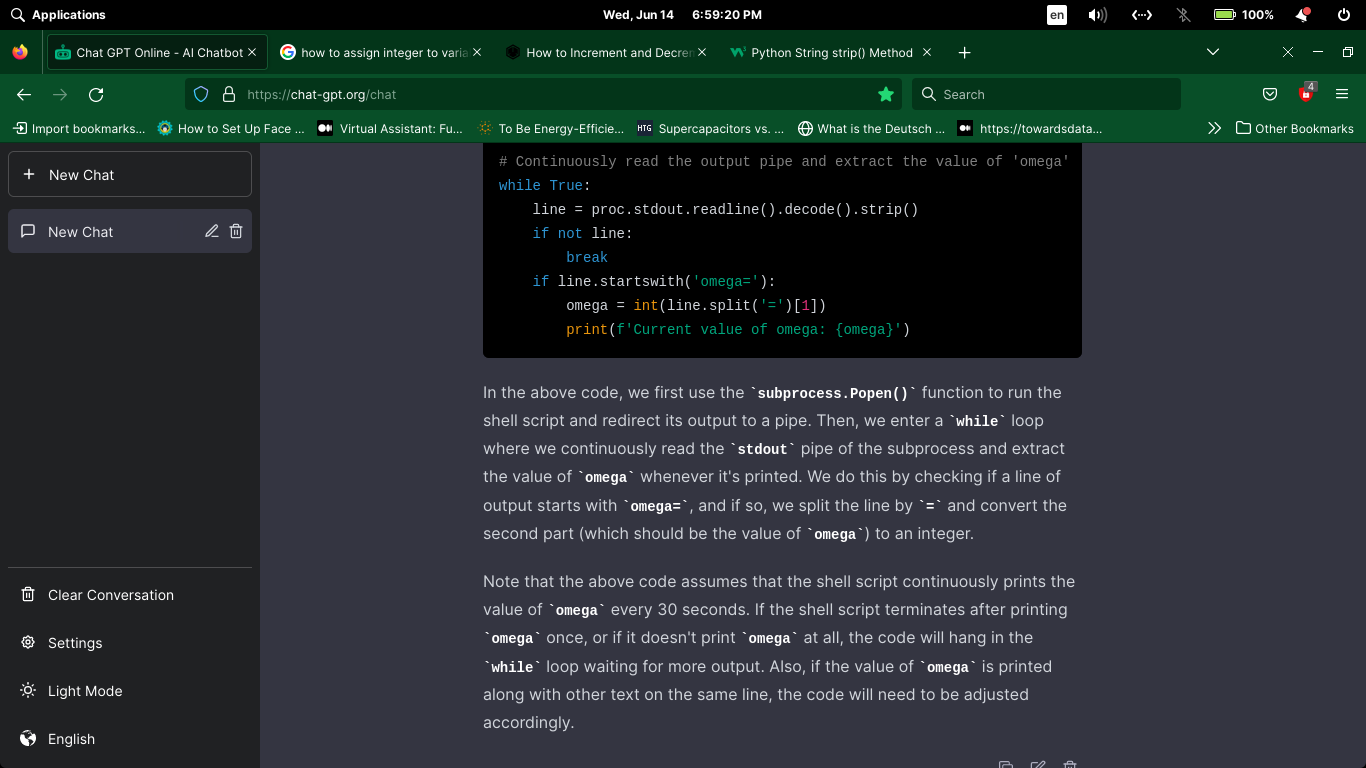 Applications
Wed, Jun 14 6:59:20 PM
en
100%
Chat GPT Online - AI Chatbot
how to assign integer to varia
How to Increment and Decren
Python String strip() Method
https://chat-gpt.org/chat
Search
4
Import bookmarks...
How to Set Up Face ...
Virtual Assistant: Fu...
To Be Energy-Efficie...
HTG
Supercapacitors vs. ...
What is the Deutsch ...
https://towardsdata...
Other Bookmarks
New Chat
New Chat
# Continuously read the output pipe and extract the value of 'omega'
while True:
    line = proc.stdout.readline().decode().strip()
    if not line:
        break
    if line.startswith('omega='):
        omega = int(line.split('=')[1])
        print(f'Current value of omega: {omega}')
In the above code, we first use the `subprocess.Popen()` function to run the
shell script and redirect its output to a pipe. Then, we enter a `while` loop
where we continuously read the `stdout` pipe of the subprocess and extract
the value of `omega` whenever it's printed. We do this by checking if a line of
output starts with `omega=`, and if so, we split the line by `=` and convert the
second part (which should be the value of `omega`) to an integer.
Note that the above code assumes that the shell script continuously prints the
value of `omega` every 30 seconds. If the shell script terminates after printing
`omega` once, or if it doesn't print `omega` at all, the code will hang in the
`while` loop waiting for more output. Also, if the value of `omega` is printed
along with other text on the same line, the code will need to be adjusted
accordingly.
Clear Conversation
Settings
Light Mode
English